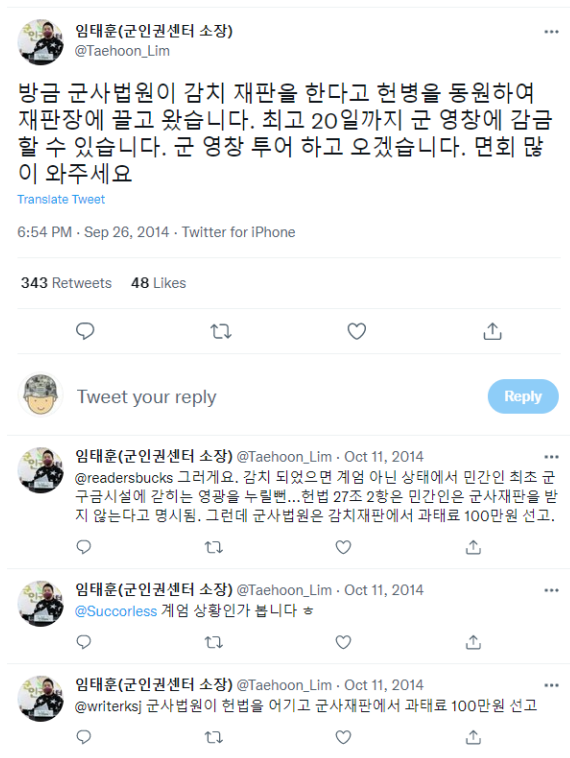 임태훈(군인권센터 소장)
@Taehoon_Lim
방금 군사법원이 감치 재판을 한다고 헌병을 동원하여
재판장에 끌고 왔습니다. 최고 20일까지 군 영창에 감금
할 수 있습니다. 군 영창 투어 하고 오겠습니다. 면회 많
이 와주세요
Translate Tweet
6:54 PM · Sep 26, 2014 · Twitter for iPhone
343 Retweets 48 Likes
Tweet your reply
Reply
임태훈(군인권센터 소장) @Taehoon_Lim · Oct 11, 2014
@readersbucks 그러게요. 감치 되었으면 계엄 아닌 상태에서 민간인 최초 군
구금시설에 갇히는 영광을 누릴뻔...헌법 27조 2항은 민간인은 군사재판을 받
지 않는다고 명시됨. 그런데 군사법원은 감치재판에서 과태료 100만원 선고.
임태훈(군인권센터 소장) @Taehoon_Lim · Oct 11, 2014
@Succorless 계엄 상황인가 봅니다 ㅎ
임태훈(군인권센터 소장) @Taehoon_Lim · Oct 11, 2014
@writerksj 군사법원이 헌법을 어기고 군사재판에서 과태료 100만원 선고